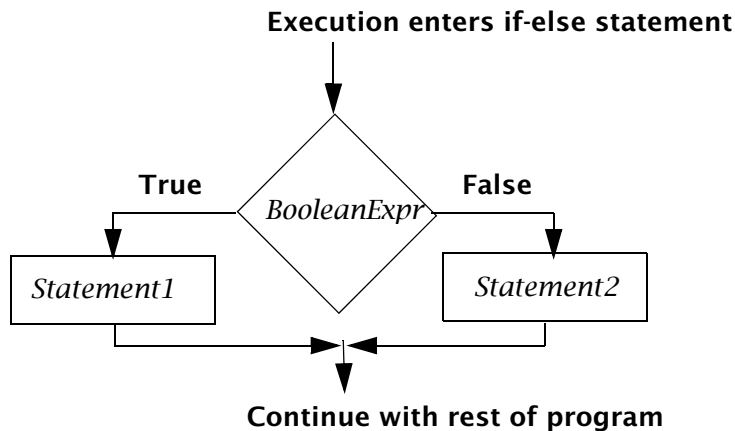 Execution enters if-else statement
True
False
BooleanExpr
Statement1
Statement2
Continue with rest of program